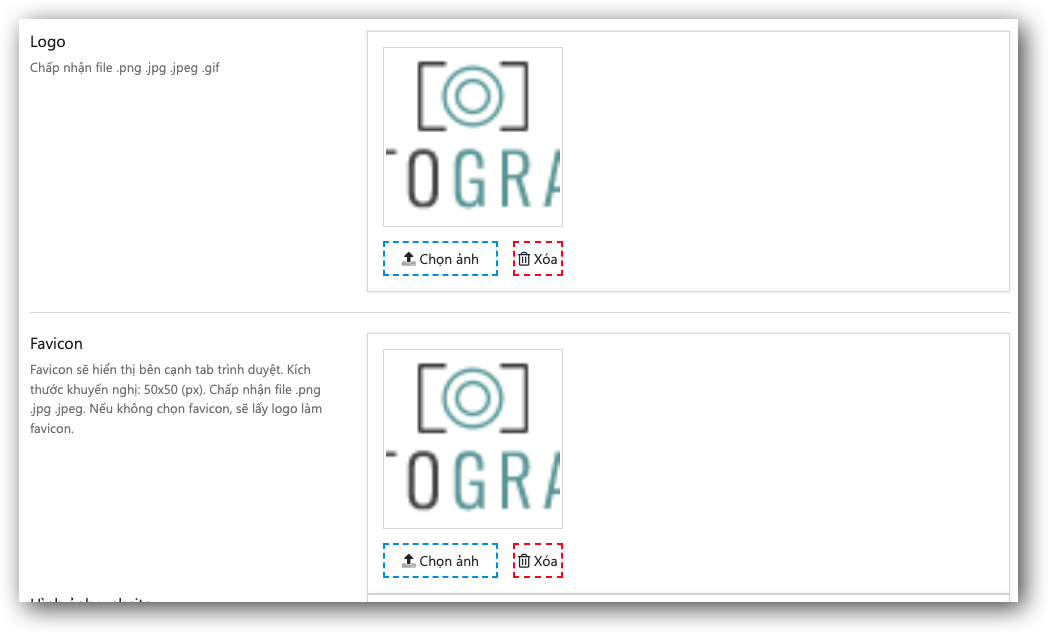 Logo
Chấp nhận file .png .jpg .jpeg .gif
TOGRA
Chọn ảnh
Xóa
Favicon
Favicon sẽ hiển thị bên cạnh tab trình duyệt. Kích
thước khuyến nghị: 50x50 (px). Chấp nhận file .png
.jpg .jpeg. Nếu không chọn favicon, sẽ lấy logo làm
favicon.
TOGRA
Chọn ảnh
Xóa